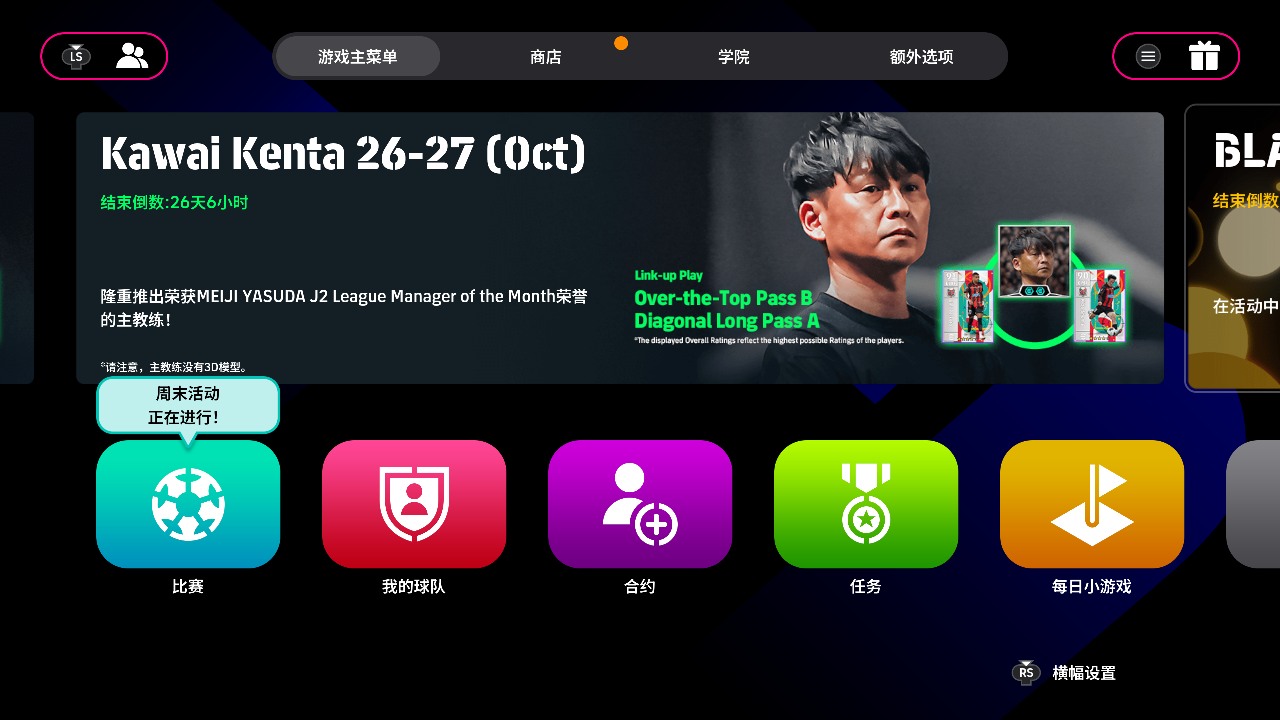 LS
游戏主菜单
商店
学院
额外选项
Kawai Kenta 26-27 (Oct)
结束倒数:26天6小时
隆重推出荣获MEIJI YASUDA J2 League Manager of the Month荣誉
的主教练!
*请注意，主教练没有3D模型。
Link-up Play
Over-the-Top Pass B
Diagonal Long Pass A
*The displayed Overall Ratings reflect the highest possible Ratings of the players.
BLA
结束倒数
在活动中
周末活动
正在进行!
比赛
我的球队
合约
任务
每日小游戏
RS
横幅设置